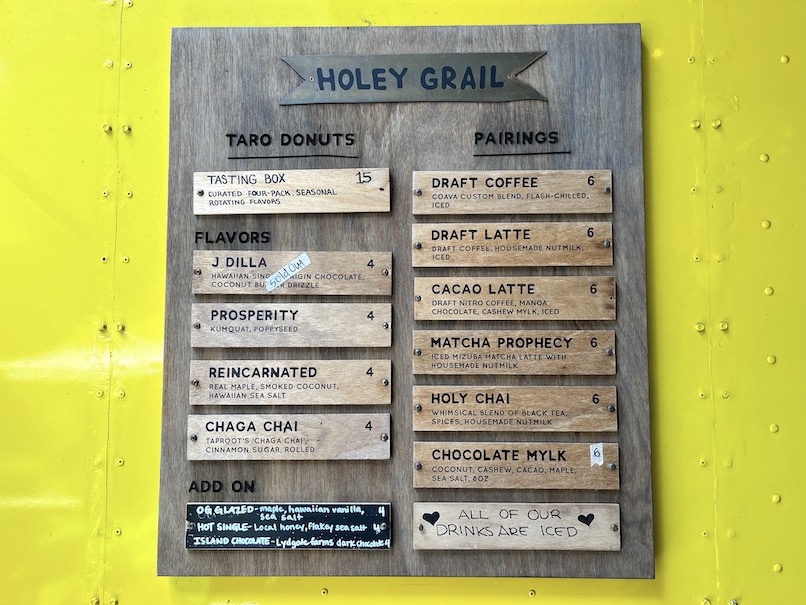 HOLEY GRAIL
TARO DONUTS
TASTING BOX 15
CURATED FOUR-PACK, SEASONAL
ROTATING FLAVORS
FLAVORS
J DILLA 4
Sold Out
HAWAIIAN ORIGIN CHOCOLATE,
COCONUT DRIZZLE
PROSPERITY 4
KUMQUAT, POPPYSEED
REINCARNATED 4
REAL MAPLE, SMOKED COCONUT,
HAWAIIAN SEA SALT
CHAGA CHAI 4
TAPROOT'S 'CHAGA CHAI',
CINNAMON SUGAR, ROLLED
ADD ON
OG GLAZED - maple, hawaiian vanilla, 4
sea salt
HOT SINGLE - Local honey, flakey sea salt 4
ISLAND CHOCOLATE - Lydgate farms dark chocolate 4
PAIRINGS
DRAFT COFFEE 6
COAVA CUSTOM BLEND, FLASH-CHILLED,
ICED
DRAFT LATTE 6
DRAFT COFFEE, HOUSEMADE NUTMILK,
ICED
CACAO LATTE 6
DRAFT NITRO COFFEE, MANOA
CHOCOLATE, CASHEW MYLK, ICED
MATCHA PROPHECY 6
ICED MIZUBA MATCHA LATTE WITH
HOUSEMADE NUTMILK
HOLY CHAI 6
WHIMSICAL BLEND OF BLACK TEA,
SPICES, HOUSEMADE NUTMILK
CHOCOLATE MYLK 6
COCONUT, CASHEW, CACAO, MAPLE,
SEA SALT, 8OZ
ALL OF OUR
DRINKS ARE ICED